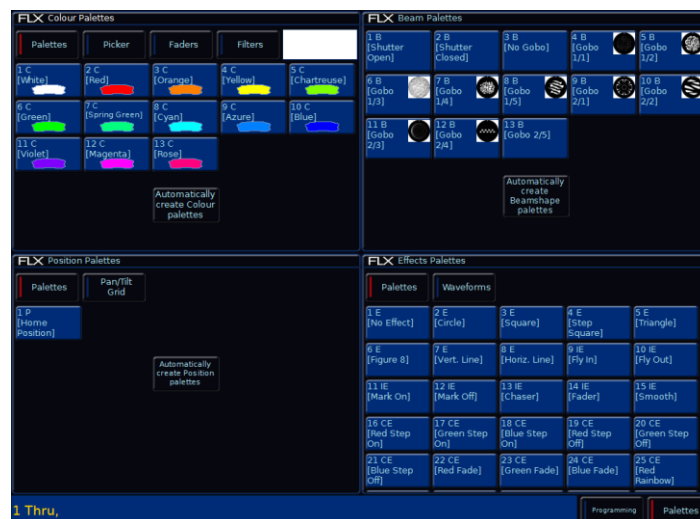 FLX Colour Palettes
Palettes
Picker
Faders
Filters
1 C
[White]
2 C
[Red]
3 C
[Orange]
4 C
[Yellow]
5 C
[Chartreuse]
6 C
[Green]
7 C
[Spring Green]
8 C
[Cyan]
9 C
[Azure]
10 C
[Blue]
11 C
[Violet]
12 C
[Magenta]
13 C
[Rose]
Automatically
create Colour
palettes
FLX Beam Palettes
1 B
[Shutter
Open]
2 B
[Shutter
Closed]
3 B
[No Gobo]
4 B
[Gobo
1/1]
5 B
[Gobo
1/2]
6 B
[Gobo
1/3]
7 B
[Gobo
1/4]
8 B
[Gobo
1/5]
9 B
[Gobo
2/1]
10 B
[Gobo
2/2]
11 B
[Gobo
2/3]
12 B
[Gobo
2/4]
13 B
[Gobo 2/5]
Automatically
create
Beamshape
palettes
FLX Position Palettes
Palettes
Pan/Tilt
Grid
1 P
[Home
Position]
Automatically
create Position
palettes
FLX Effects Palettes
Palettes
Waveforms
1 E
[No Effect]
2 E
[Circle]
3 E
[Square]
4 E
[Step
Square]
5 E
[Triangle]
6 E
[Figure 8]
7 E
[Vert. Line]
8 E
[Horiz. Line]
9 IE
[Fly In]
10 IE
[Fly Out]
11 IE
[Mark On]
12 IE
[Mark Off]
13 IE
[Chaser]
14 IE
[Fader]
15 IE
[Smooth]
16 CE
[Red Step
On]
17 CE
[Green Step
On]
18 CE
[Blue Step
On]
19 CE
[Red Step
Off]
20 CE
[Green Step
Off]
21 CE
[Blue Step
Off]
22 CE
[Red Fade]
23 CE
[Green Fade]
24 CE
[Blue Fade]
25 CE
[Red
Rainbow]
1 Thru,
Programming
Palettes